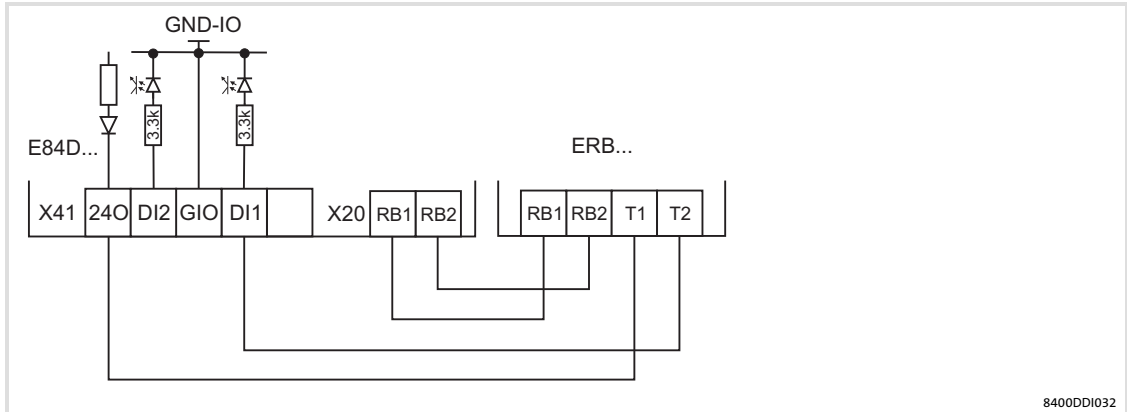 GND-IO
3.3k
3.3k
E84D...
ERB...
X41 24O DI2 GIO DI1
X20 RB1 RB2
RB1 RB2 T1 T2
8400DDI032